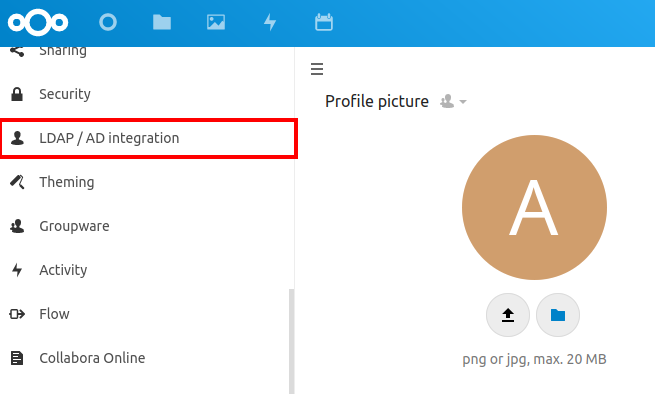 Sharing
Security
LDAP / AD integration
Theming
Groupware
Activity
Flow
Collabora Online
Profile picture
A
png or jpg, max. 20 MB